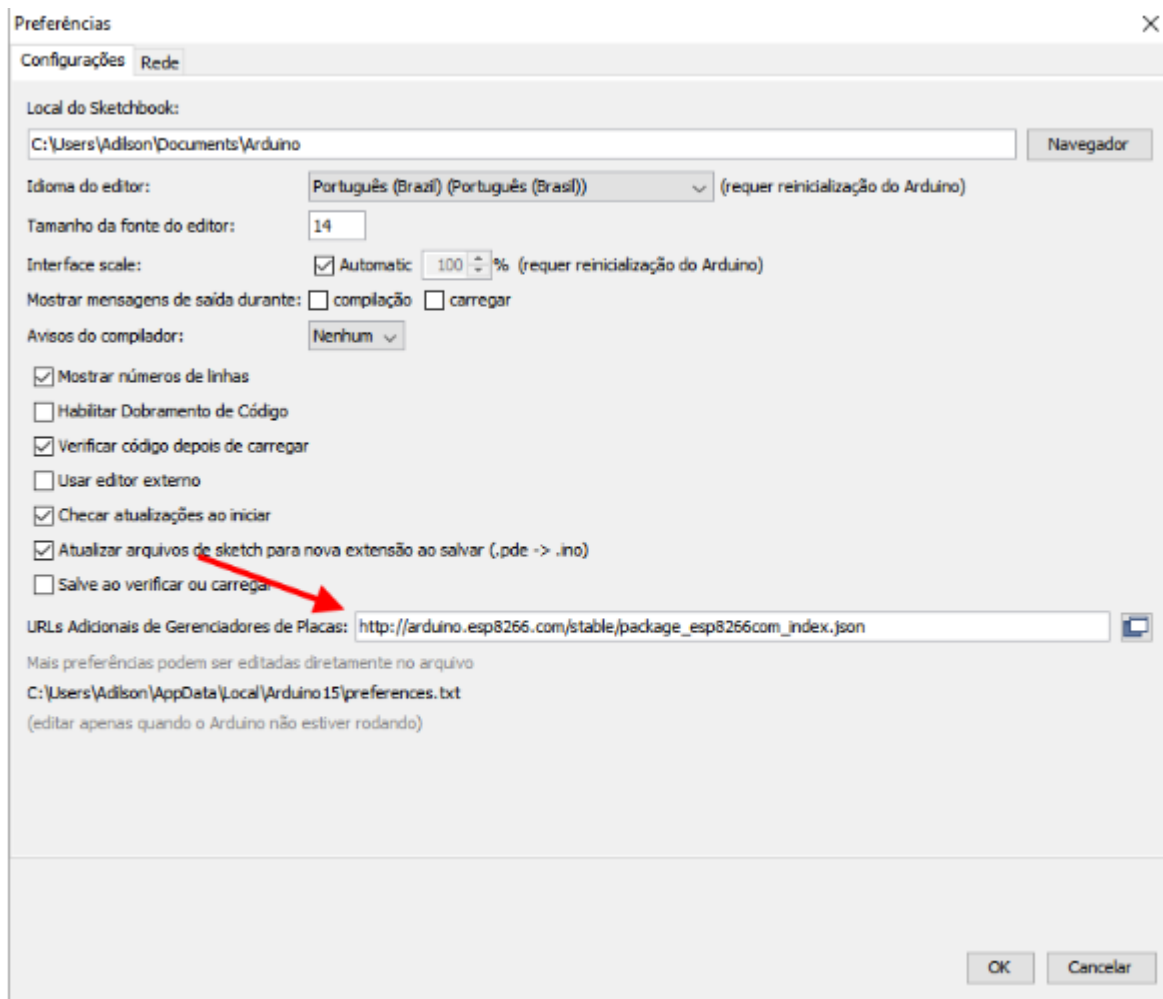 Preferências
Configurações Rede
Local do Sketchbook:
C:\Users\Adilson\Documents\Arduino Navegador
Idioma do editor: Português (Brazil) (Português (Brasil)) (requer reinicialização do Arduino)
Tamanho da fonte do editor: 14
Interface scale: Automatic 100 % (requer reinicialização do Arduino)
Mostrar mensagens de saída durante: compilação carregar
Avisos do compilador: Nenhum
Mostrar números de linhas
Habilitar Dobramento de Código
Verificar código depois de carregar
Usar editor externo
Checar atualizações ao iniciar
Atualizar arquivos de sketch para nova extensão ao salvar (.pde -> .ino)
Salve ao verificar ou carregar
URLs Adicionais de Gerenciadores de Placas: http://arduino.esp8266.com/stable/package_esp8266com_index.json
Mais preferências podem ser editadas diretamente no arquivo
C:\Users\Adilson\AppData\Local\Arduino15\preferences.txt
(editar apenas quando o Arduino não estiver rodando)
OK Cancelar